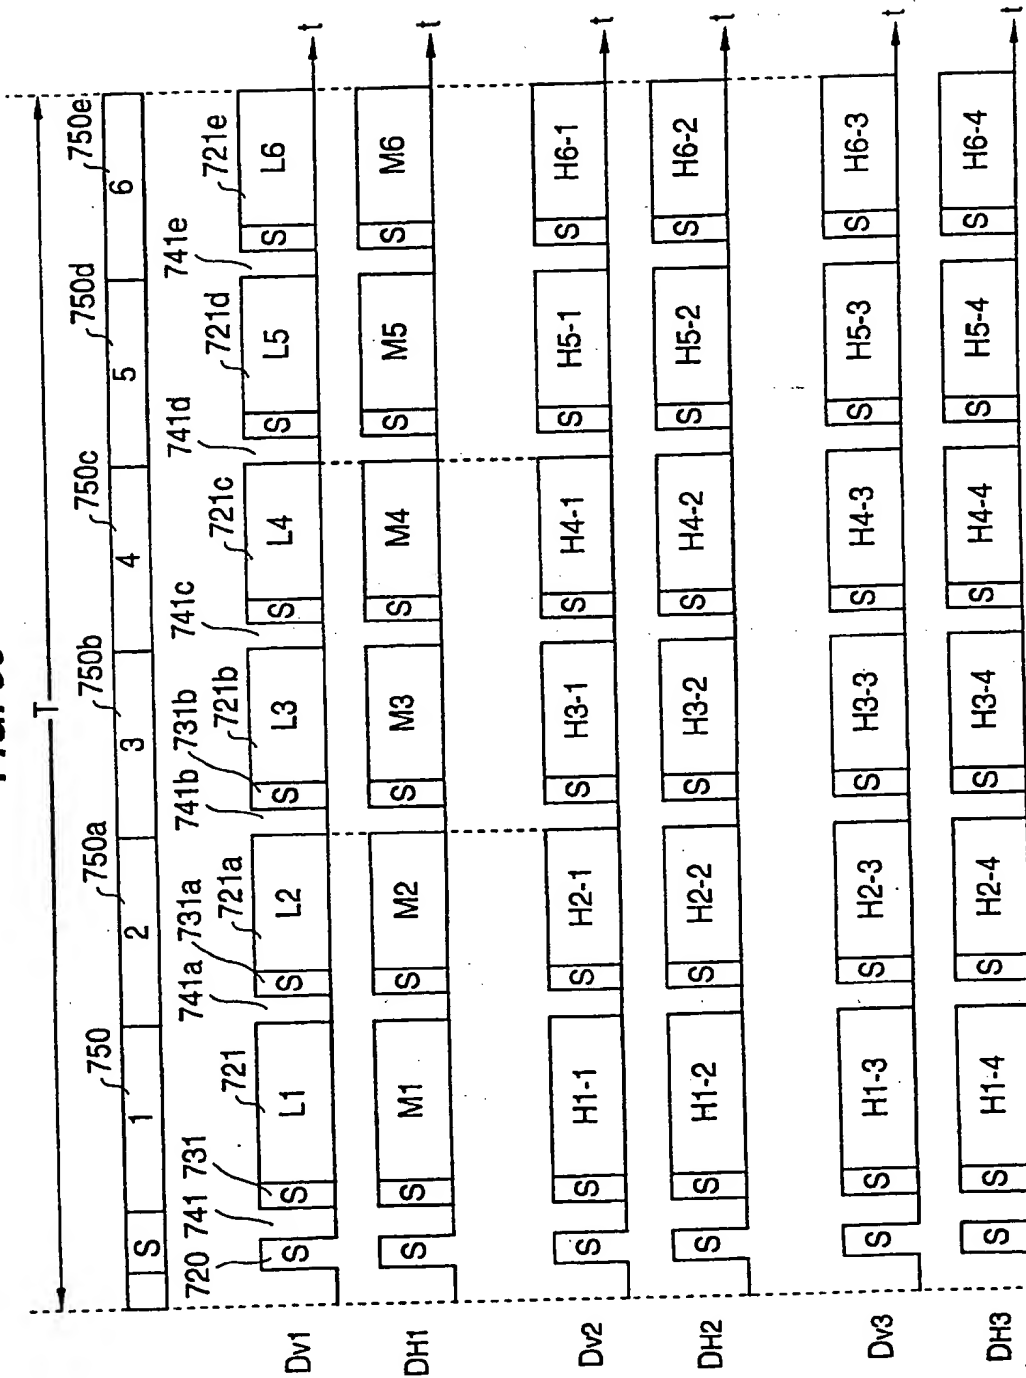 T
750 750a 750b 750c 750d 750e
S 1 2 3 4 5 6
720 741 731 721 741a 731a 721a 741b 731b 721b 741c 721c 741d 721d 741e 721e
Dv1 S S L1 S L2 S L3 S L4 S L5 S L6 t
DH1 S S M1 S M2 S M3 S M4 S M5 S M6 t
Dv2 S S H1-1 S H2-1 S H3-1 S H4-1 S H5-1 S H6-1 t
DH2 S S H1-2 S H2-2 S H3-2 S H4-2 S H5-2 S H6-2 t
Dv3 S S H1-3 S H2-3 S H3-3 S H4-3 S H5-3 S H6-3 t
DH3 S S H1-4 S H2-4 S H3-4 S H4-4 S H5-4 S H6-4 t